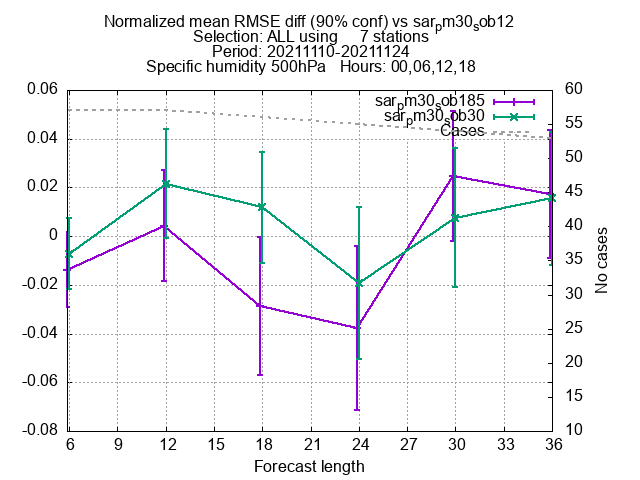 Normalized mean RMSE diff (90% conf) vs sarpm30sob12
Selection: ALL using 7 stations
Period: 20211110-20211124
Specific humidity 500hPa Hours: 00,06,12,18
sarpm30sob185
sarpm30sob30
Cases
0.06
0.04
0.02
0
-0.02
-0.04
-0.06
-0.08
60
55
50
45
40
35
30
25
20
15
10
No cases
6 9 12 15 18 21 24 27 30 33 36
Forecast length